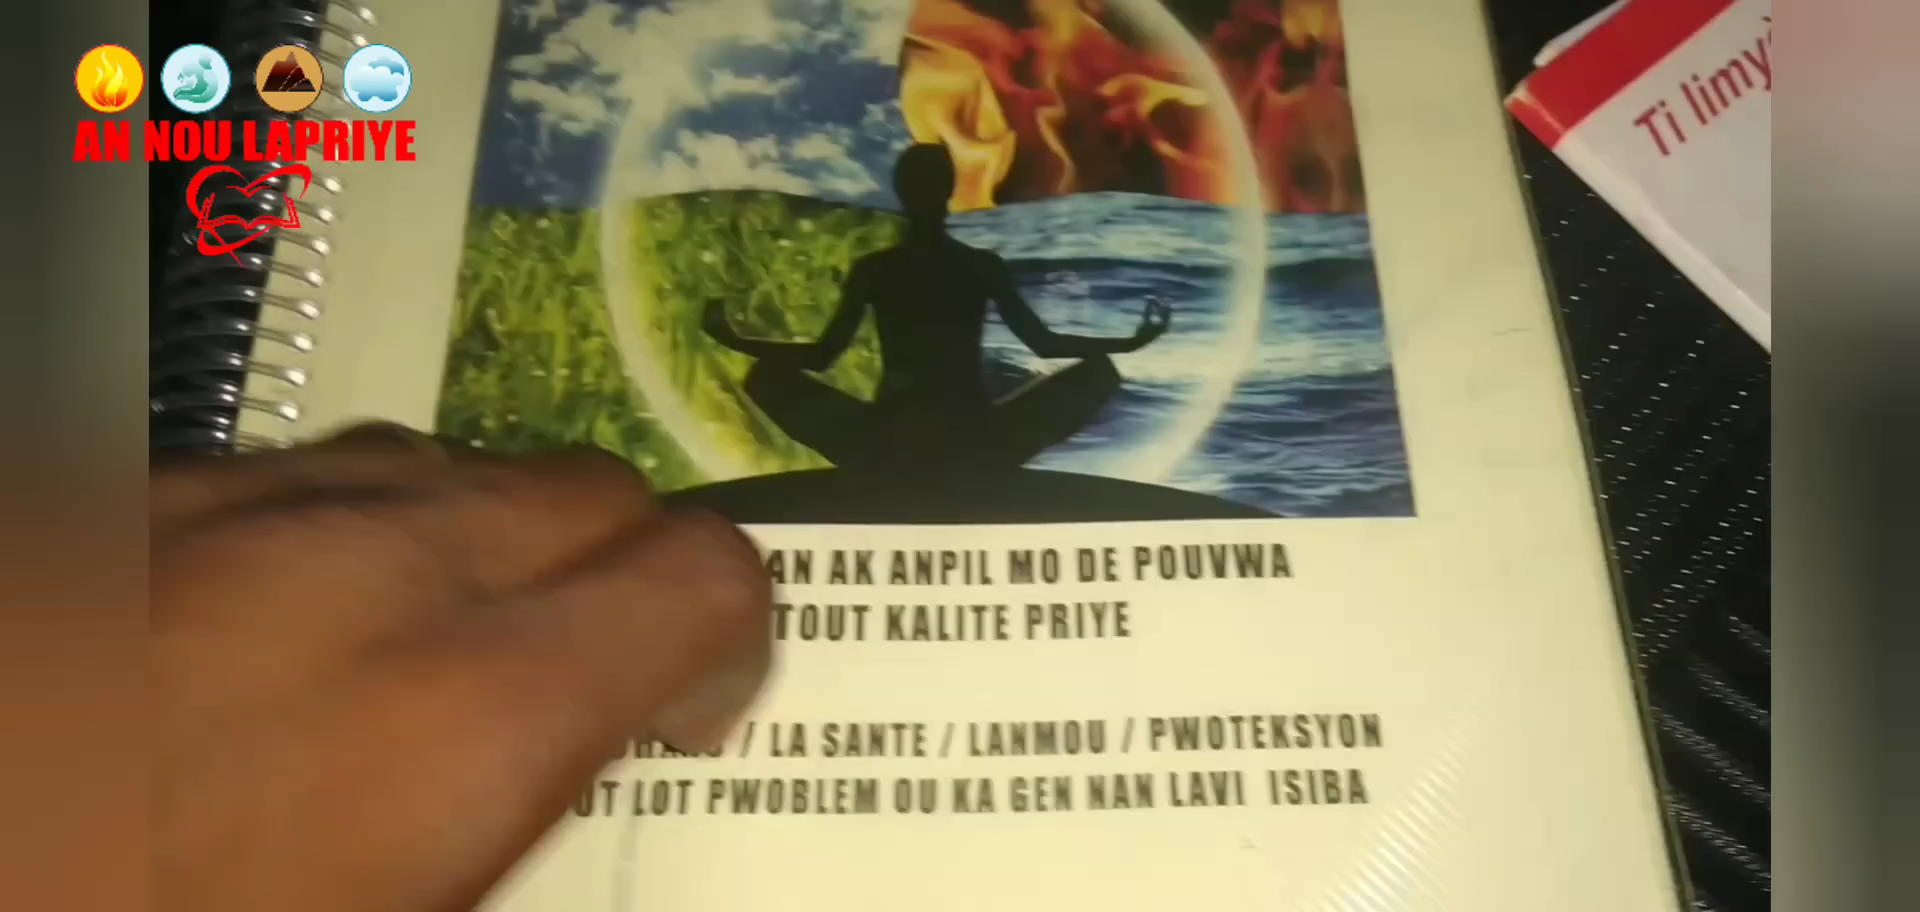 AN NOU LAPRIYE
Ti limy
AN AK ANPIL MO DE POUVWA
TOUT KALITE PRIYE
/ LA SANTE / LANMOU / PWOTEKSYON
LOT PWOBLEM OU KA GEN NAN LAVI ISIBA